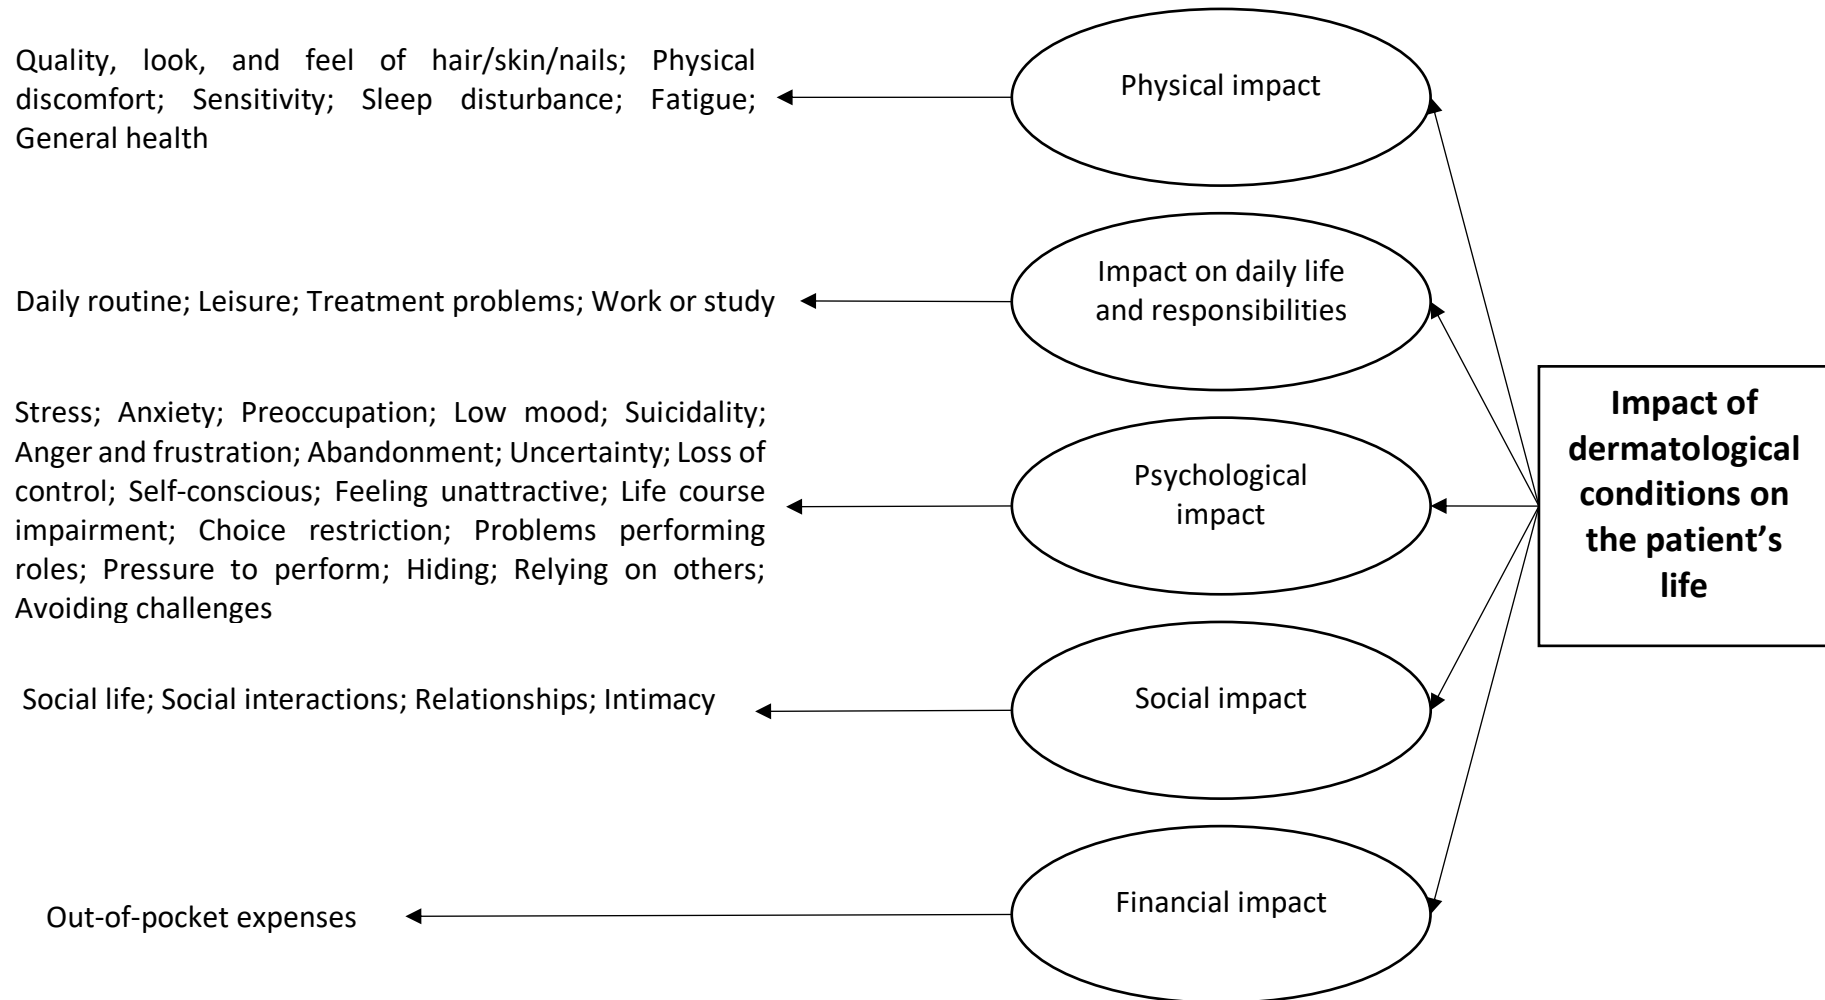 Quality, look, and feel of hair/skin/nails; Physical
discomfort; Sensitivity; Sleep disturbance; Fatigue;
General health
Physical impact
Daily routine; Leisure; Treatment problems; Work or study
Impact on daily life
and responsibilities
Stress; Anxiety; Preoccupation; Low mood; Suicidality;
Anger and frustration; Abandonment; Uncertainty; Loss of
control; Self-conscious; Feeling unattractive; Life course
impairment; Choice restriction; Problems performing
roles; Pressure to perform; Hiding; Relying on others;
Avoiding challenges
Psychological
impact
Social life; Social interactions; Relationships; Intimacy
Social impact
Out-of-pocket expenses
Financial impact
Impact of
dermatological
conditions on
the patient’s
life